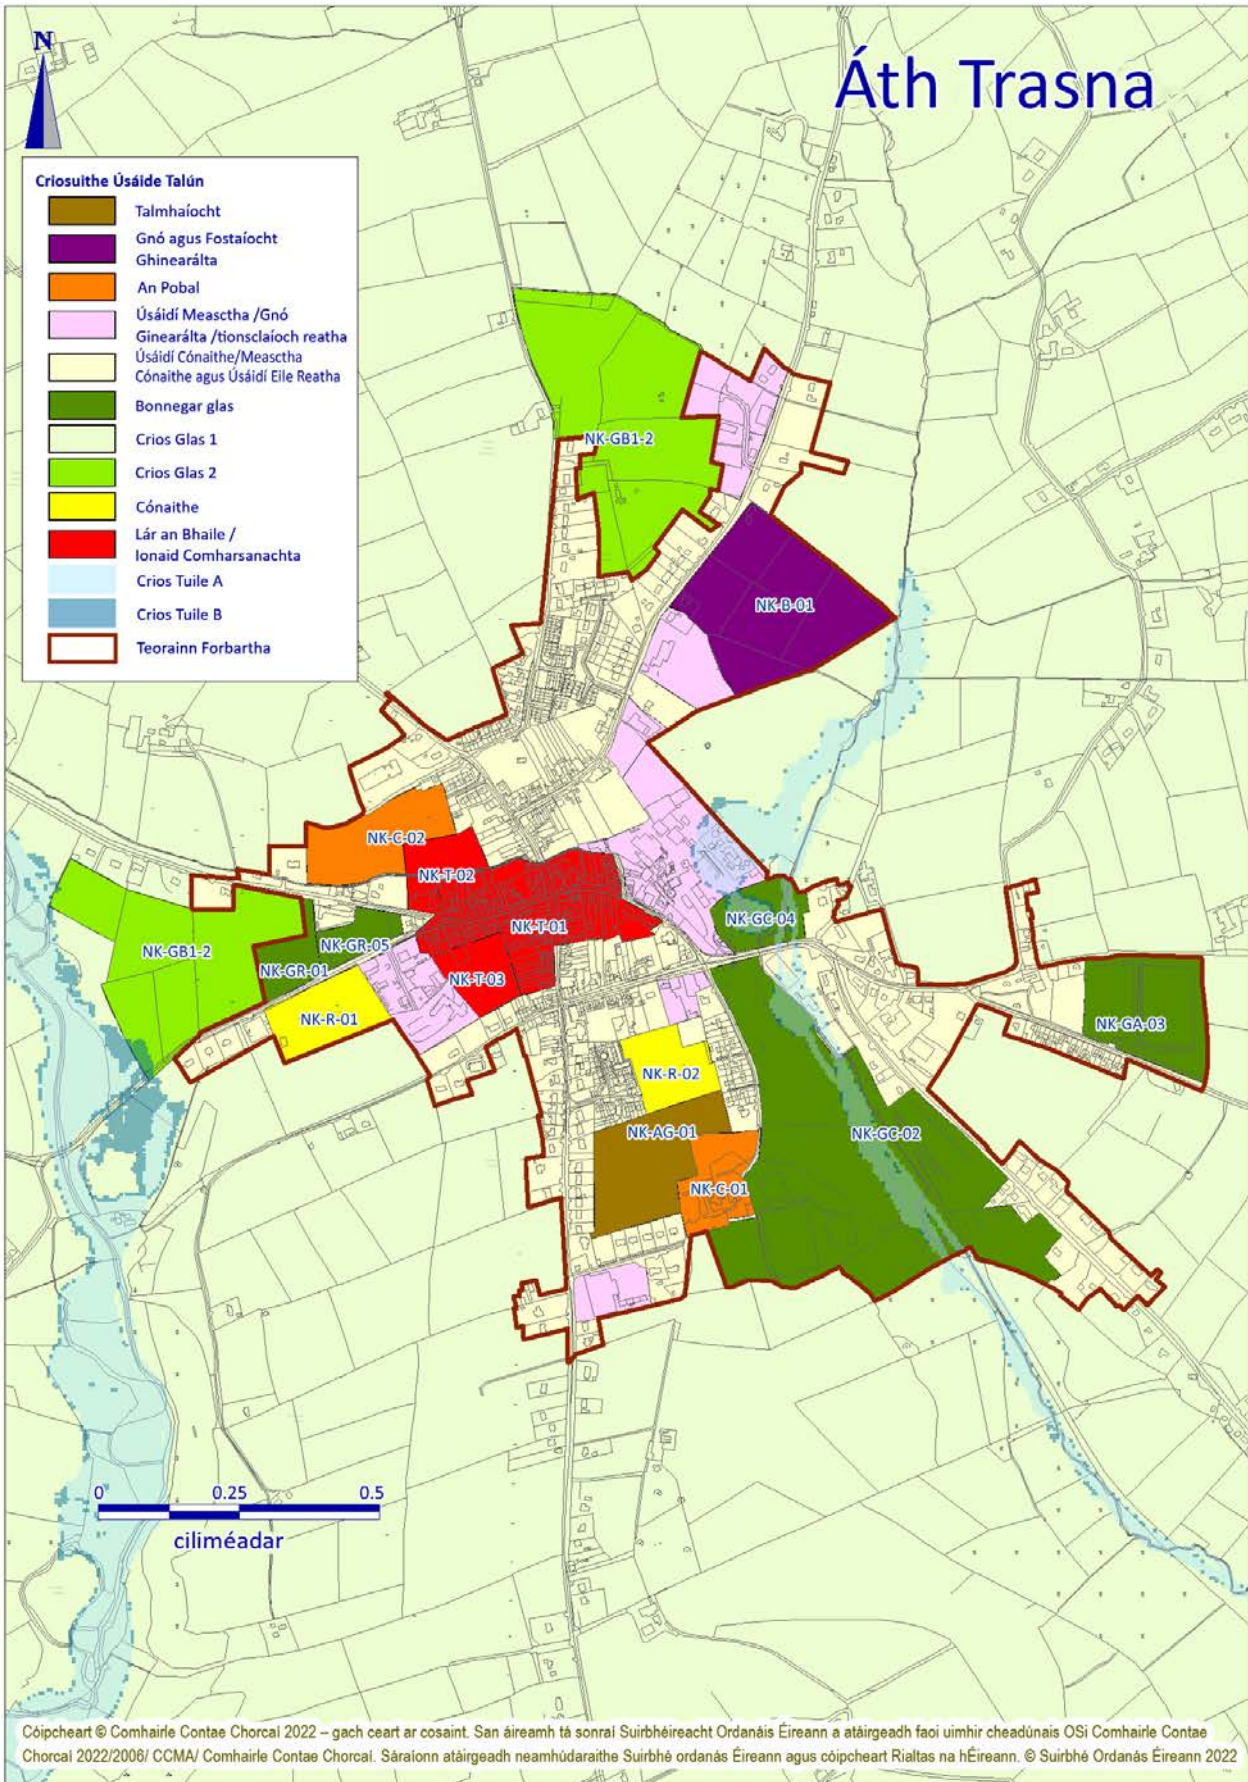 N
Áth Trasna
Criosuithe Úsáide Talún
Talmhaíocht
Gnó agus Fostaíocht
Ghinearálta
An Pobal
Úsáidí Measctha /Gnó
Ginearálta /tionsclaíoch reatha
Úsáidí Cónaithe/Measctha
Cónaithe agus Úsáidí Eile Reatha
Bonnegar glas
Crios Glas 1
Crios Glas 2
Cónaithe
Lár an Bhaile /
Ionaid Comharsanachta
Crios Tuile A
Crios Tuile B
Teorainn Forbartha
NK-GB1-2
NK-B-01
NK-C-02
NK-T-02
NK-T-01
NK-GC-04
NK-GR-05
NK-GB1-2
NK-GR-01
NK-T-03
NK-R-01
NK-GA-03
NK-R-02
NK-AG-01
NK-GC-02
NK-C-01
0 0.25 0.5
ciliméadar
Cóipcheart © Comhairle Contae Chorcaí 2022 – gach ceart ar cosaint. San áireamh tá sonraí Suirbhéireacht Ordanáis Éireann a atáirgeadh faoi uimhir cheadúnais OSi Comhairle Contae
Chorcaí 2022/2006/ CCMA/ Comhairle Contae Chorcaí. Sáraíonn atáirgeadh neamhúdaraithe Suirbhé ordanás Éireann agus cóipcheart Rialtas na hÉireann. © Suirbhé Ordanás Éireann 2022